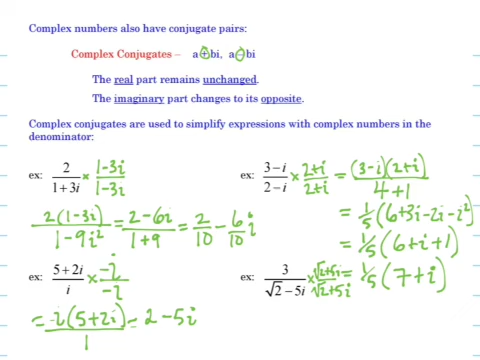 Complex numbers also have conjugate pairs:
Complex Conjugates – a + bi, a – bi
The real part remains unchanged.
The imaginary part changes to its opposite.
Complex conjugates are used to simplify expressions with complex numbers in the
denominator:
ex: 2/(1+3i) × (1-3i)/(1-3i)
2(1-3i)/(1-9i²) = (2-6i)/(1+9) = 2/10 - 6/10 i
ex: (3-i)/(2-i) × (2+i)/(2+i) = (3-i)(2+i)/(4+1)
= 1/5 (6+3i-2i-i²)
= 1/5 (6+i+1)
= 1/5 (7+i)
ex: (5+2i)/i × -i/-i
= -i(5+2i)/1 = 2-5i
ex: 3/(√2-5i) × (√2+5i)/(√2+5i)